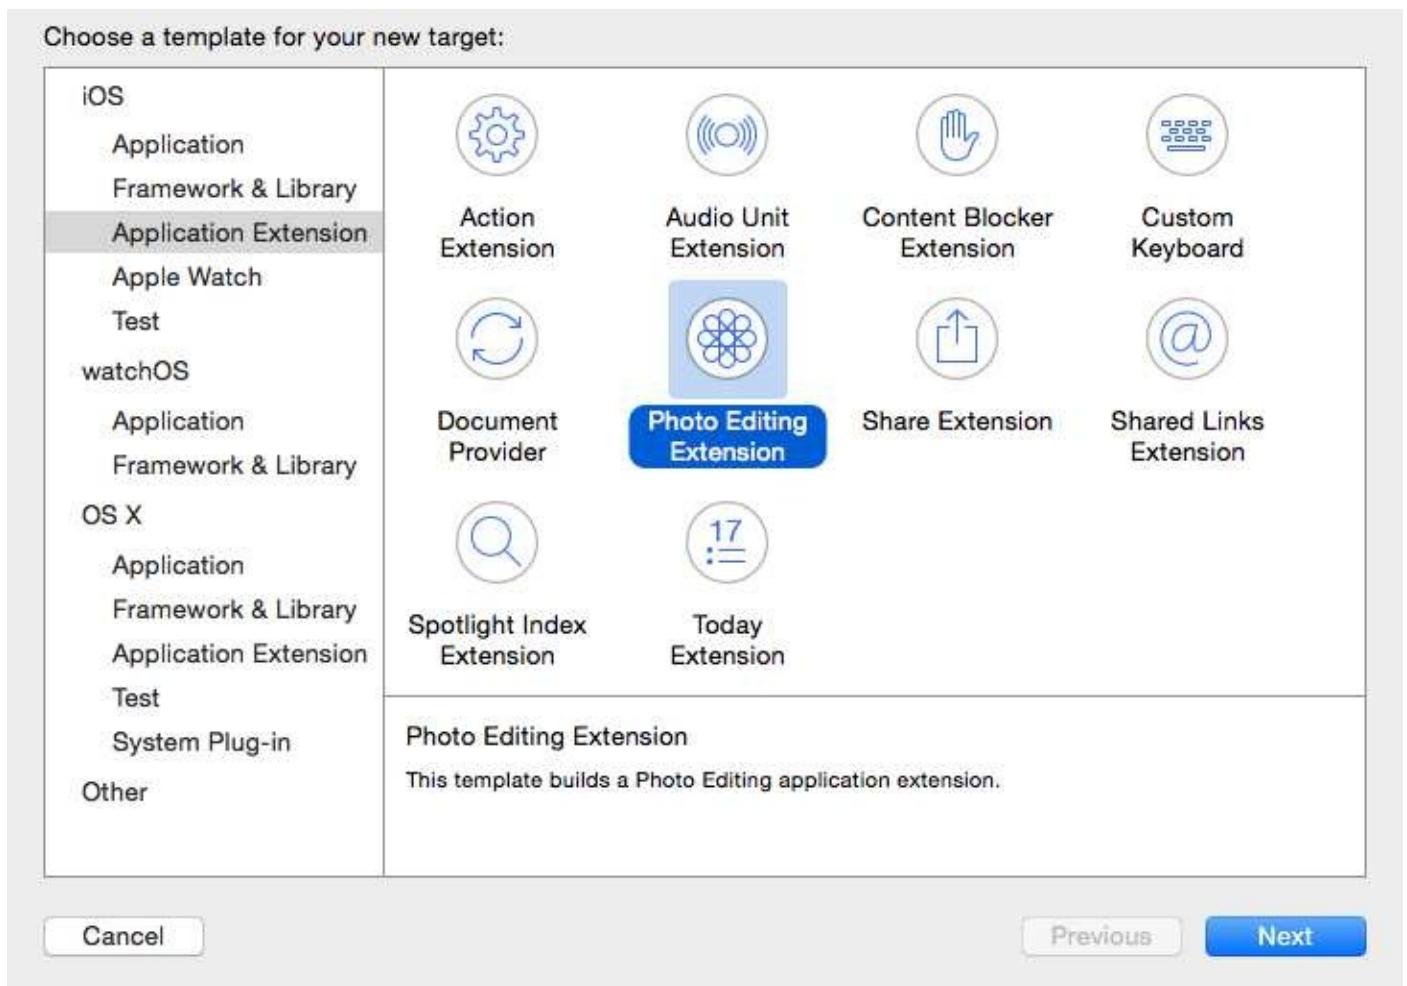 Choose a template for your new target:
iOS
Application
Framework & Library
Application Extension
Apple Watch
Test
watchOS
Application
Framework & Library
OS X
Application
Framework & Library
Application Extension
Test
System Plug-in
Other
Action
Extension
Audio Unit
Extension
Content Blocker
Extension
Custom
Keyboard
Document
Provider
Photo Editing
Extension
Share Extension
Shared Links
Extension
Spotlight Index
Extension
17
Today
Extension
Photo Editing Extension
This template builds a Photo Editing application extension.
Cancel
Previous
Next